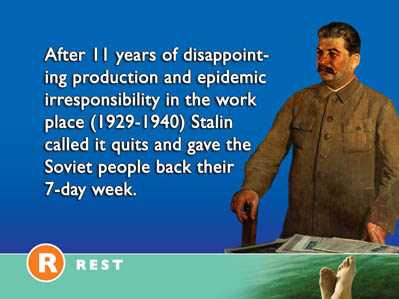 After 11 years of disappoint-
ing production and epidemic
irresponsibility in the work
place (1929-1940) Stalin
called it quits and gave the
Soviet people back their
7-day week.
R REST